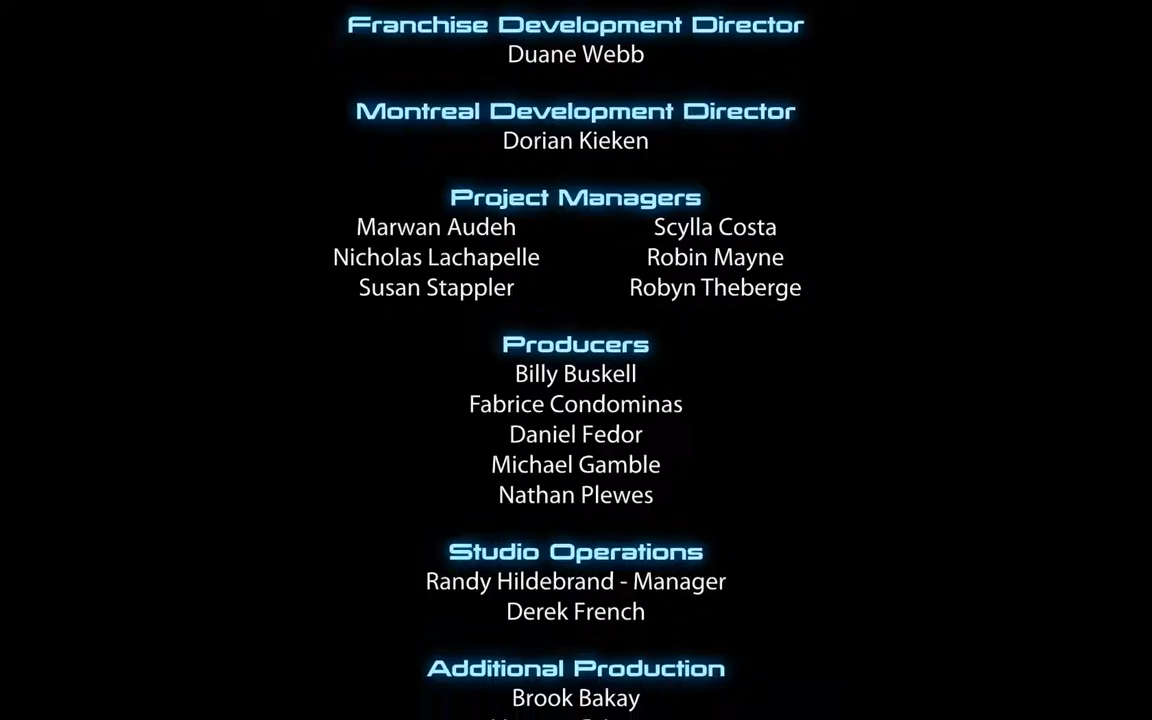 Franchise Development Director
Duane Webb
Montreal Development Director
Dorian Kieken
Project Managers
Marwan Audeh Scylla Costa
Nicholas Lachapelle Robin Mayne
Susan Stappler Robyn Theberge
Producers
Billy Buskell
Fabrice Condominas
Daniel Fedor
Michael Gamble
Nathan Plewes
Studio Operations
Randy Hildebrand - Manager
Derek French
Additional Production
Brook Bakay